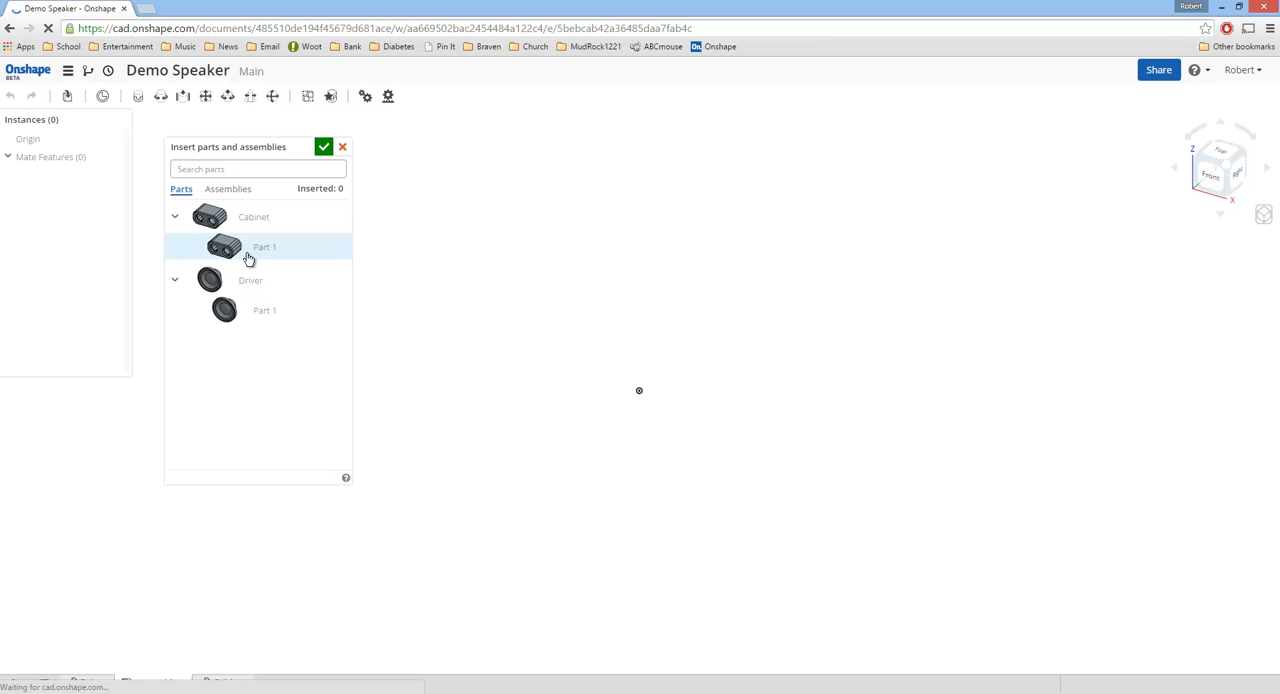 Demo Speaker - Onshape
Robert
https://cad.onshape.com/documents/485510de194f45679d681ace/w/aa669502bac2454484a122c4/e/5bebcab42a36485daa7fab4c
Apps School Entertainment Music News Email Woot Bank Diabetes Pin It Braven Church MudRock1221 ABCmouse On Onshape Other bookmarks
Onshape BETA Demo Speaker Main Share Robert
Instances (0)
Origin
Mate Features (0)
Insert parts and assemblies
Search parts
Parts Assemblies Inserted: 0
Cabinet
Part 1
Driver
Part 1
Z
Top
Front Right
X
Waiting for cad.onshape.com...